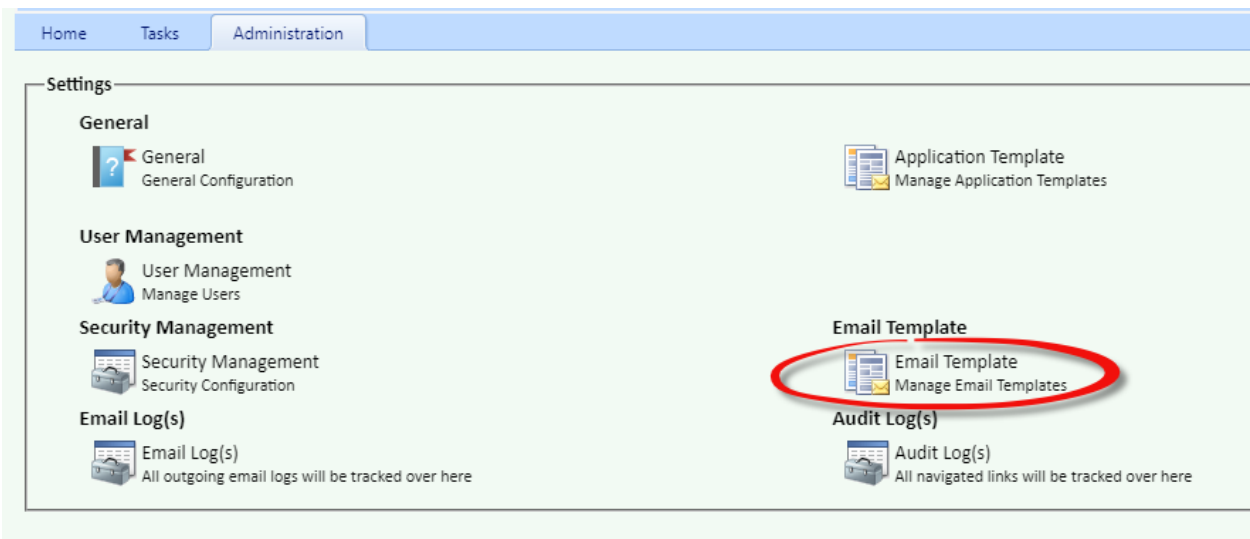 Home Tasks Administration
Settings
General
General
General Configuration
Application Template
Manage Application Templates
User Management
User Management
Manage Users
Security Management
Security Management
Security Configuration
Email Template
Email Template
Manage Email Templates
Email Log(s)
Email Log(s)
All outgoing email logs will be tracked over here
Audit Log(s)
Audit Log(s)
All navigated links will be tracked over here